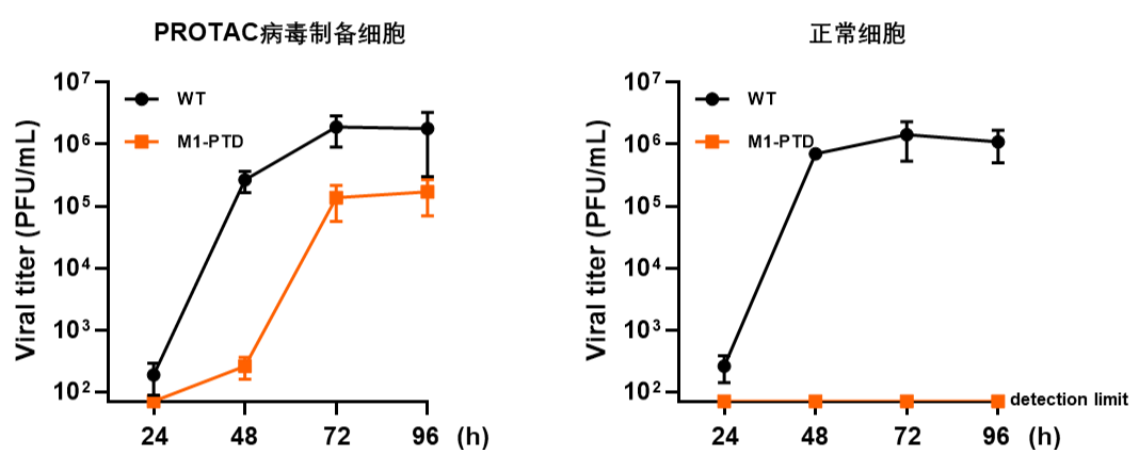 PROTAC病毒制备细胞
Viral titer (PFU/mL)
10⁷
10⁶
10⁵
10⁴
10³
10²
WT
M1-PTD
24 48 72 96 (h)
正常细胞
Viral titer (PFU/mL)
10⁷
10⁶
10⁵
10⁴
10³
10²
WT
M1-PTD
detection limit
24 48 72 96 (h)